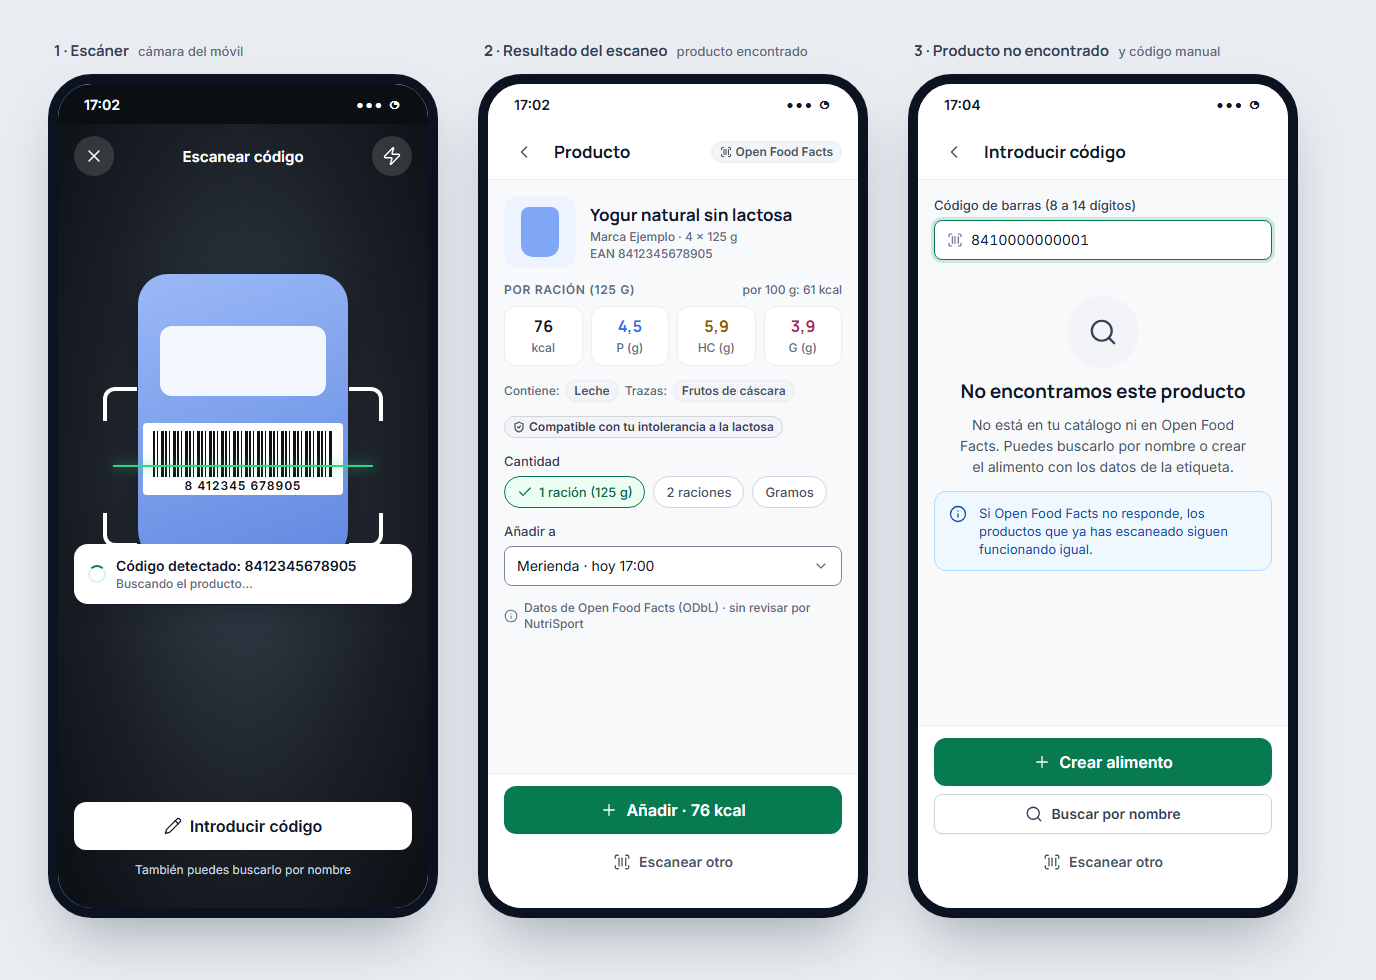 1 · Escáner cámara del móvil
17:02
Escanear código
8 412345 678905
Código detectado: 8412345678905
Buscando el producto...
Introducir código
También puedes buscarlo por nombre
2 · Resultado del escaneo producto encontrado
17:02
Producto
Open Food Facts
Yogur natural sin lactosa
Marca Ejemplo · 4 × 125 g
EAN 8412345678905
POR RACIÓN (125 G) por 100 g: 61 kcal
76 4,5 5,9 3,9
kcal P (g) HC (g) G (g)
Contiene: Leche Trazas: Frutos de cáscara
Compatible con tu intolerancia a la lactosa
Cantidad
1 ración (125 g) 2 raciones Gramos
Añadir a
Merienda · hoy 17:00
Datos de Open Food Facts (ODbL) · sin revisar por
NutriSport
Añadir · 76 kcal
Escanear otro
3 · Producto no encontrado y código manual
17:04
Introducir código
Código de barras (8 a 14 dígitos)
8410000000001
No encontramos este producto
No está en tu catálogo ni en Open Food
Facts. Puedes buscarlo por nombre o crear
el alimento con los datos de la etiqueta.
Si Open Food Facts no responde, los
productos que ya has escaneado siguen
funcionando igual.
Crear alimento
Buscar por nombre
Escanear otro